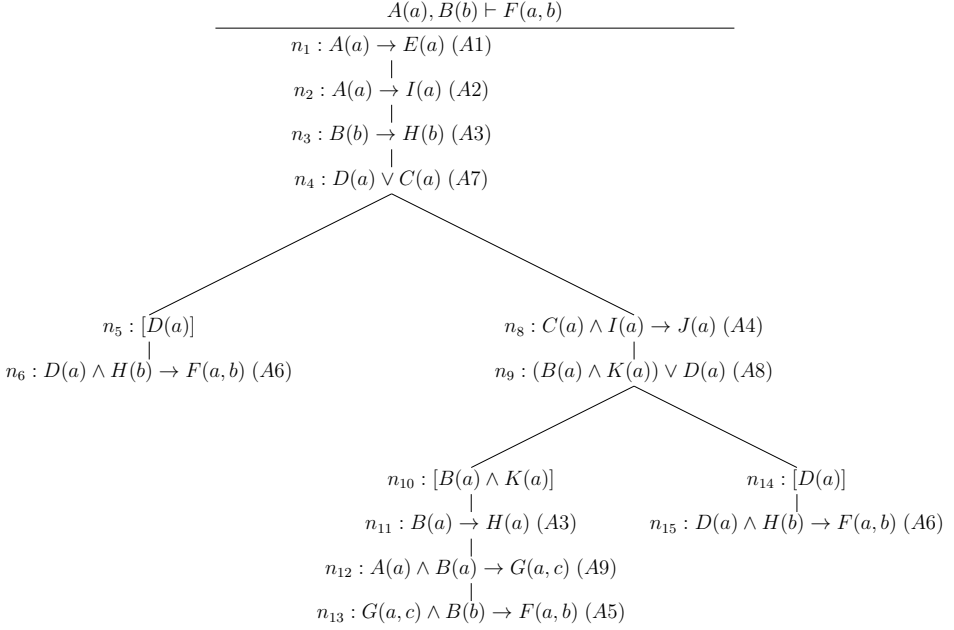 A(a), B(b) ⊢ F(a, b)
n₁ : A(a) → E(a) (A1)
n₂ : A(a) → I(a) (A2)
n₃ : B(b) → H(b) (A3)
n₄ : D(a) ∨ C(a) (A7)
n₅ : [D(a)]
n₆ : D(a) ∧ H(b) → F(a, b) (A6)
n₈ : C(a) ∧ I(a) → J(a) (A4)
n₉ : (B(a) ∧ K(a)) ∨ D(a) (A8)
n₁₀ : [B(a) ∧ K(a)]
n₁₁ : B(a) → H(a) (A3)
n₁₂ : A(a) ∧ B(a) → G(a, c) (A9)
n₁₃ : G(a, c) ∧ B(b) → F(a, b) (A5)
n₁₄ : [D(a)]
n₁₅ : D(a) ∧ H(b) → F(a, b) (A6)